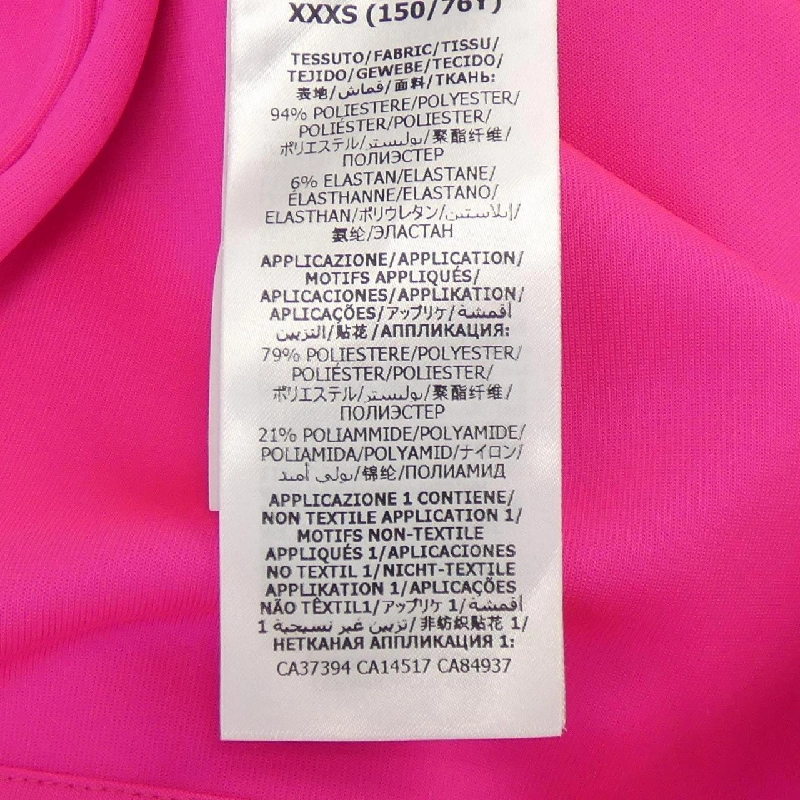 XXXS (150/76Y)
TESSUTO/FABRIC/TISSU/
TEJIDO/GEWEBE/TECIDO/
表地/قماش/面料/ТКАНЬ:
94% POLIESTERE/POLYESTER/
POLIÉSTER/POLIESTER/
ポリエステル/بوليستر/聚酯纤维/
ПОЛИЭСТЕР
6% ELASTAN/ELASTANE/
ÉLASTHANNE/ELASTANO/
ELASTHAN/ポリウレタン/إيلاستين/
氨纶/ЭЛАСТАН
APPLICAZIONE/APPLICATION/
MOTIFS APPLIQUÉS/
APLICACIONES/APPLIKATION/
APLICAÇÕES/アップリケ/أقمشة
التزيين/贴花/АППЛИКАЦИЯ:
79% POLIESTERE/POLYESTER/
POLIÉSTER/POLIESTER/
ポリエステル/بوليستر/聚酯纤维/
ПОЛИЭСТЕР
21% POLIAMMIDE/POLYAMIDE/
POLIAMIDA/POLYAMID/ナイロン/
بولي أميد/锦纶/ПОЛИАМИД
APPLICAZIONE 1 CONTIENE/
NON TEXTILE APPLICATION 1/
MOTIFS NON-TEXTILE
APPLIQUÉS 1/APLICACIONES
NO TEXTIL 1/NICHT-TEXTILE
APPLIKATION 1/APLICAÇÕES
NÃO TÊXTIL1/アップリケ 1/أقمشة
تزيين غير نسيجية 1/非纺织贴花 1/
НЕТКАНАЯ АППЛИКАЦИЯ 1:
CA37394 CA14517 CA84937